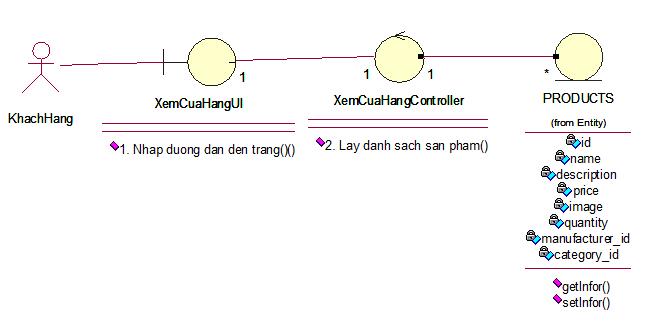 KhachHang
XemCuaHangUI
1
1. Nhap duong dan den trang()()
1
XemCuaHangController
1
2. Lay danh sach san pham()
*
PRODUCTS
(from Entity)
id
name
description
price
image
quantity
manufacturer_id
category_id
getInfor()
setInfor()